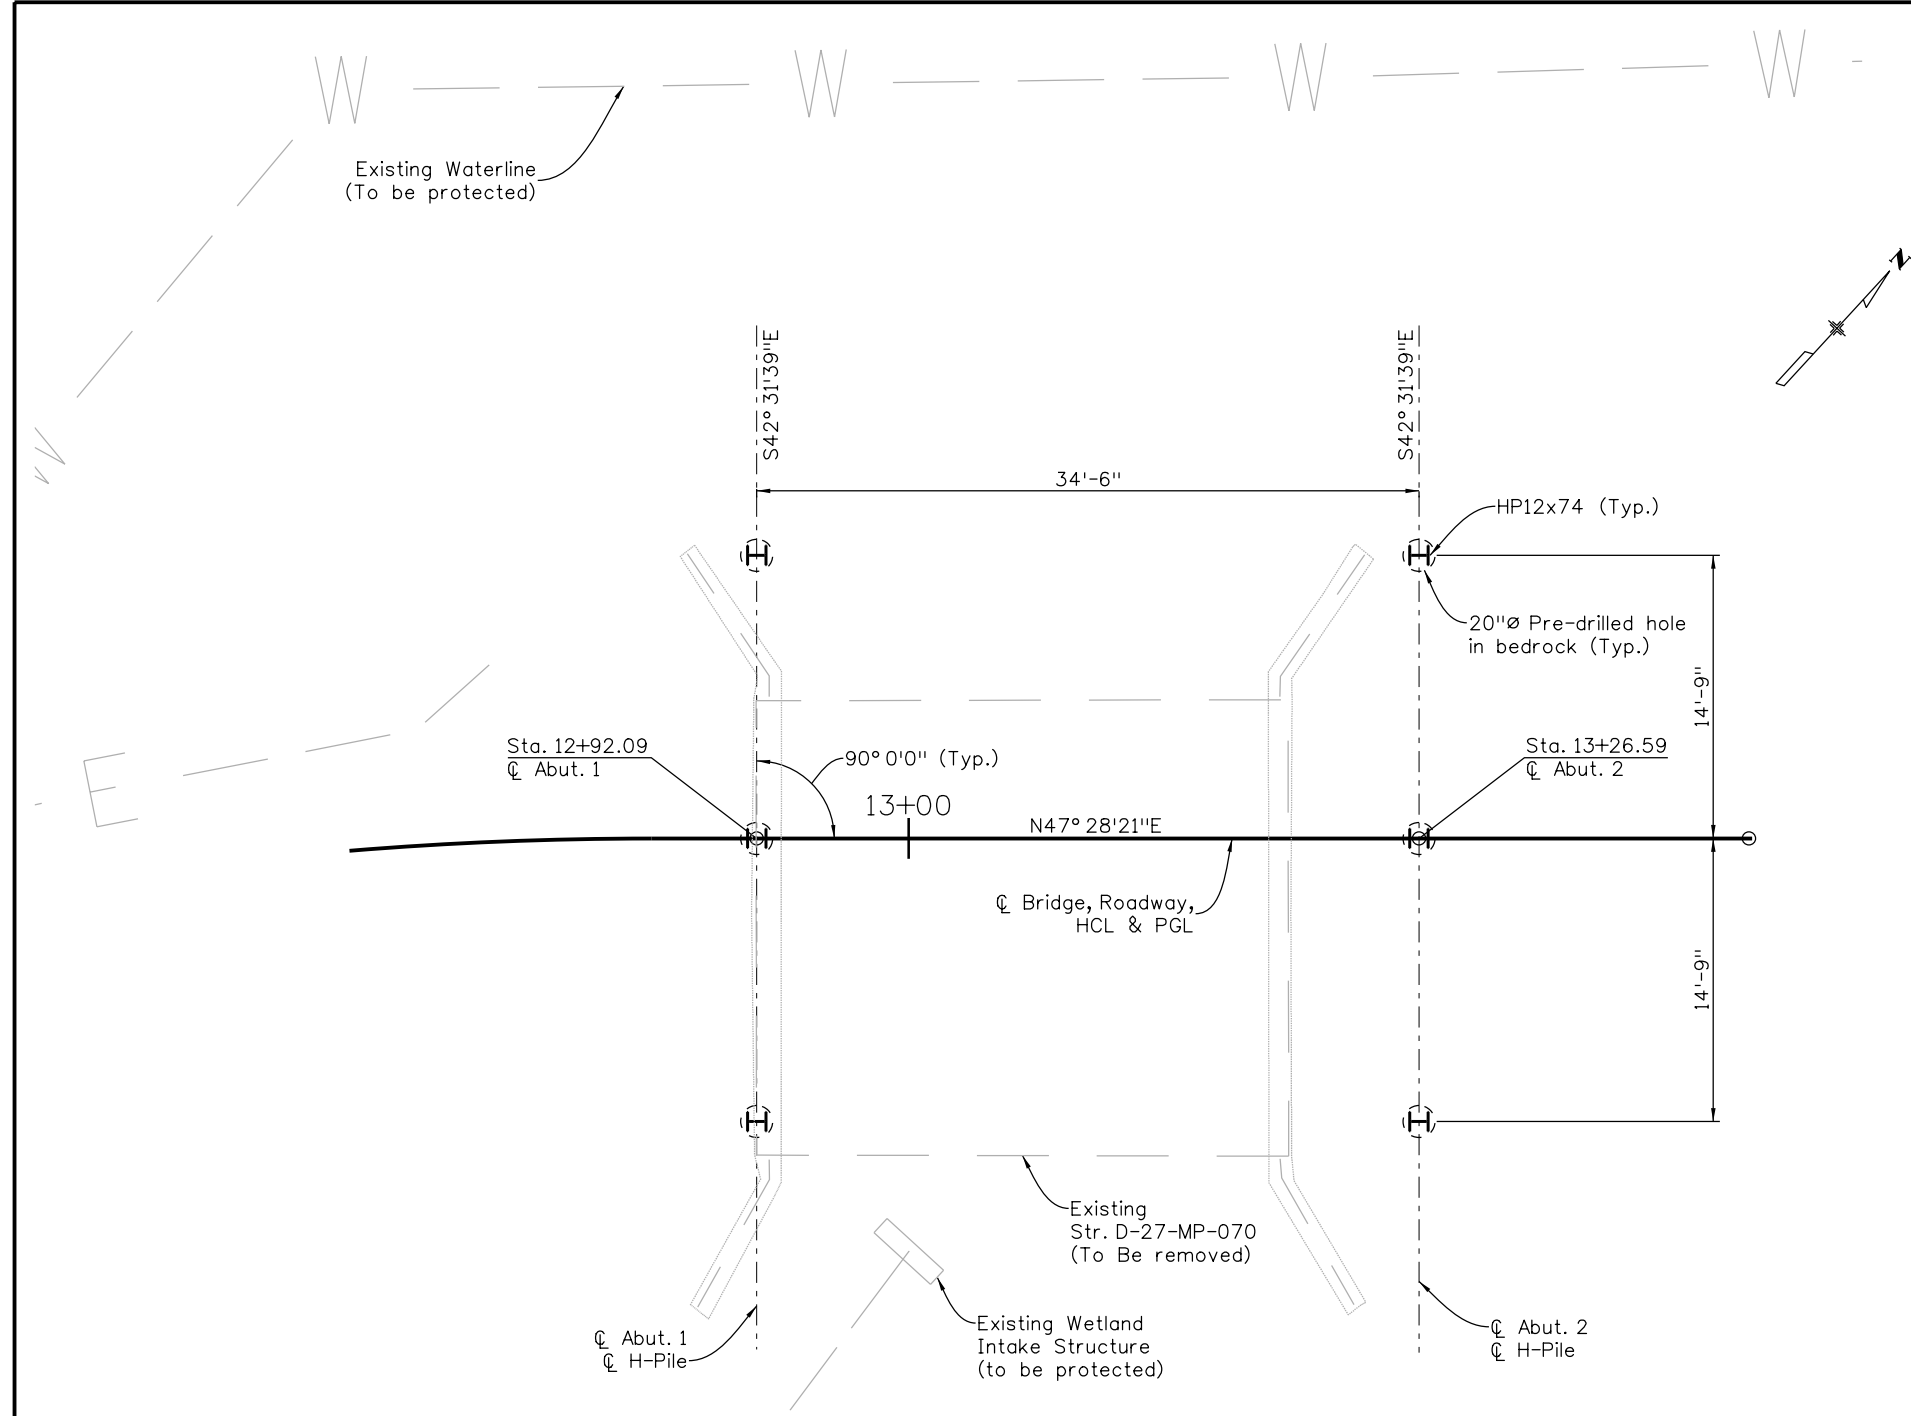 W W W W
Existing Waterline
(To be protected)
N
W
S42° 31'39"E
S42° 31'39"E
34'-6"
HP12x74 (Typ.)
20"Ø Pre-drilled hole
in bedrock (Typ.)
14'-9"
Sta. 12+92.09
℄ Abut. 1
90° 0'0" (Typ.)
Sta. 13+26.59
℄ Abut. 2
E
13+00
N47° 28'21"E
℄ Bridge, Roadway,
HCL & PGL
14'-9"
Existing
Str. D-27-MP-070
(To Be removed)
Existing Wetland
Intake Structure
(to be protected)
℄ Abut. 1
℄ H-Pile
℄ Abut. 2
℄ H-Pile